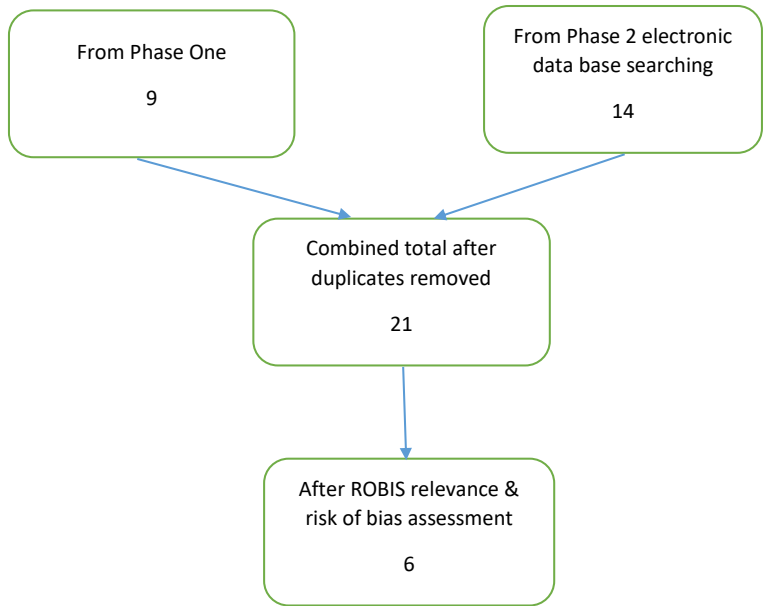 From Phase One
9
From Phase 2 electronic
data base searching
14
Combined total after
duplicates removed
21
After ROBIS relevance &
risk of bias assessment
6